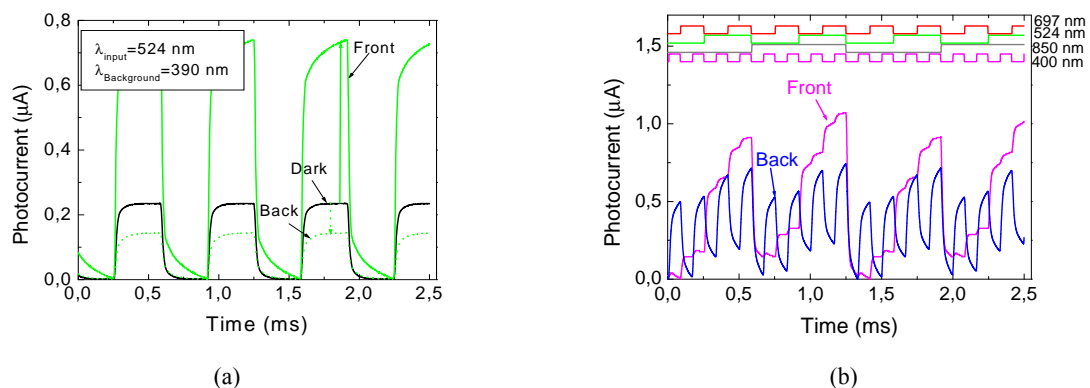 0,8
0,6
0,4
0,2
0,0
Photocurrent (µA)
λinput=524 nm
λBackground=390 nm
Front
Dark
Back
0,0 0,5 1,0 1,5 2,0 2,5
Time (ms)
(a)
1,5
1,0
0,5
0,0
Photocurrent (µA)
697 nm
524 nm
850 nm
400 nm
Front
Back
0,0 0,5 1,0 1,5 2,0 2,5
Time (ms)
(b)